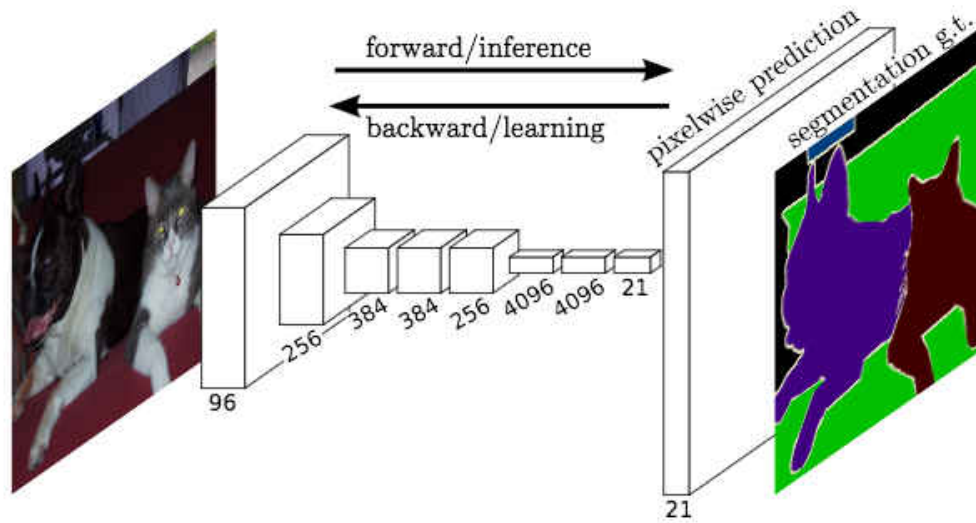 forward/inference
backward/learning
pixelwise prediction
segmentation g.t.
96
256
384
384
256
4096
4096
21
21